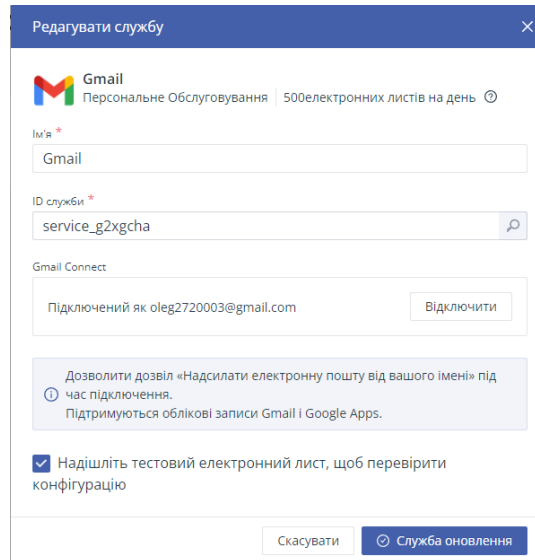 Редагувати службу
Gmail
Персональне Обслуговування 500електронних листів на день
Ім'я *
Gmail
ID служби *
service_g2xgcha
Gmail Connect
Підключений як oleg2720003@gmail.com Відключити
Дозволити дозвіл «Надсилати електронну пошту від вашого імені» під
час підключення.
Підтримуються облікові записи Gmail і Google Apps.
Надішліть тестовий електронний лист, щоб перевірити
конфігурацію
Скасувати Служба оновлення